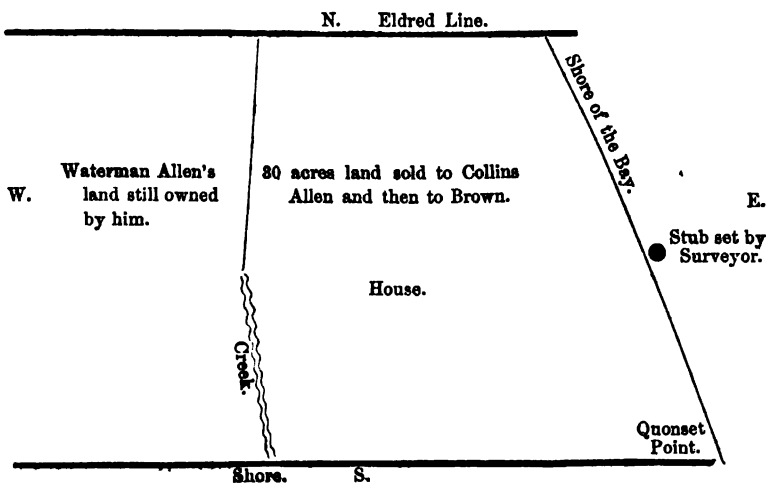 N. Eldred Line.
Shore of the Bay.
Waterman Allen's
land still owned
by him.
W.
30 acres land sold to Collins
Allen and then to Brown.
E.
Stub set by
Surveyor.
House.
Creek.
Quonset
Point.
Shore. S.